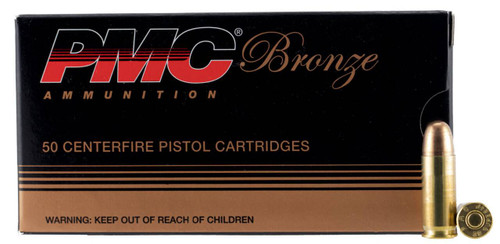 PMC® Bronze
AMMUNITION
50 CENTERFIRE PISTOL CARTRIDGES
WARNING: KEEP OUT OF REACH OF CHILDREN